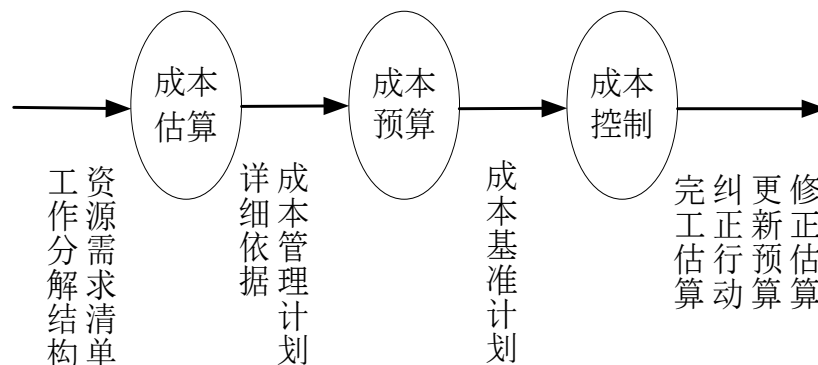 成本
估算
成本
预算
成本
控制
工作分解结构
资源需求清单
详细依据
成本管理计划
成本基准计划
完工估算
纠正行动
更新预算
修正估算